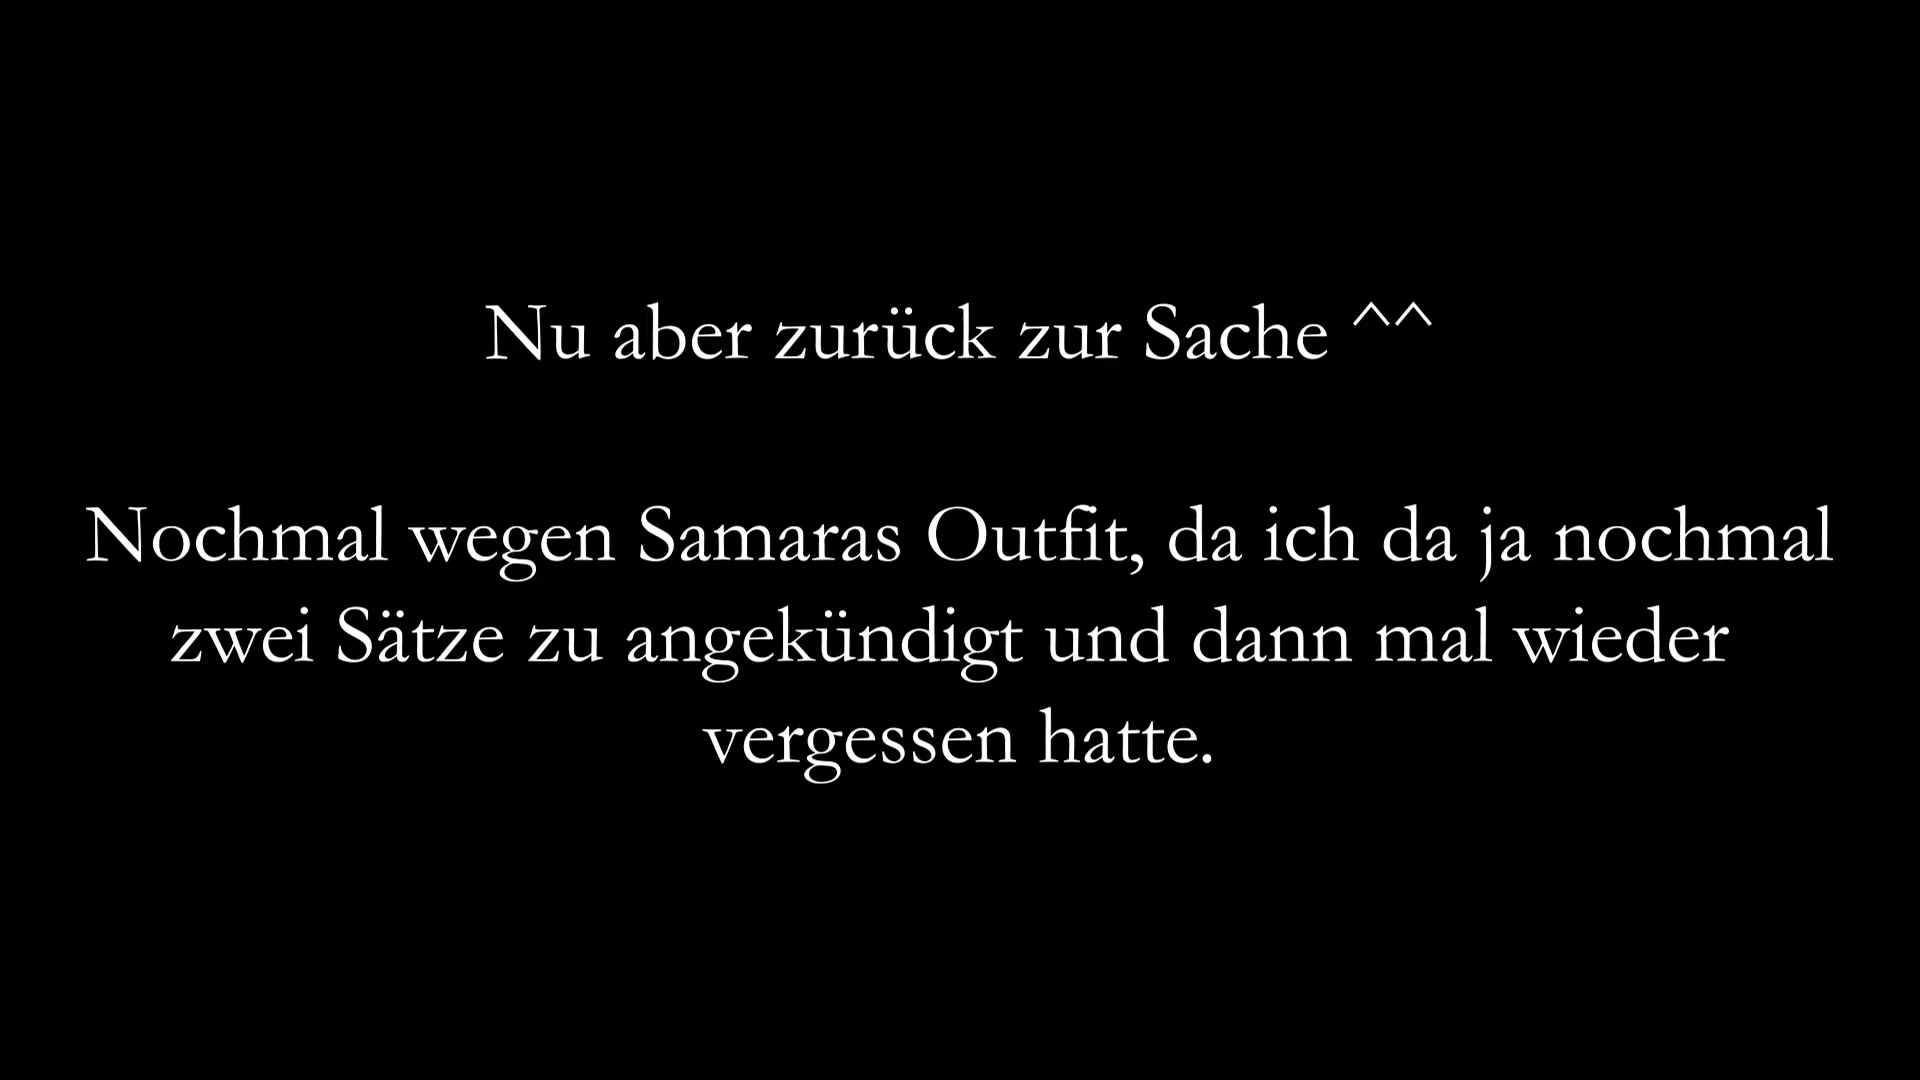 Nu aber zurück zur Sache ^^
Nochmal wegen Samaras Outfit, da ich da ja nochmal
zwei Sätze zu angekündigt und dann mal wieder
vergessen hatte.